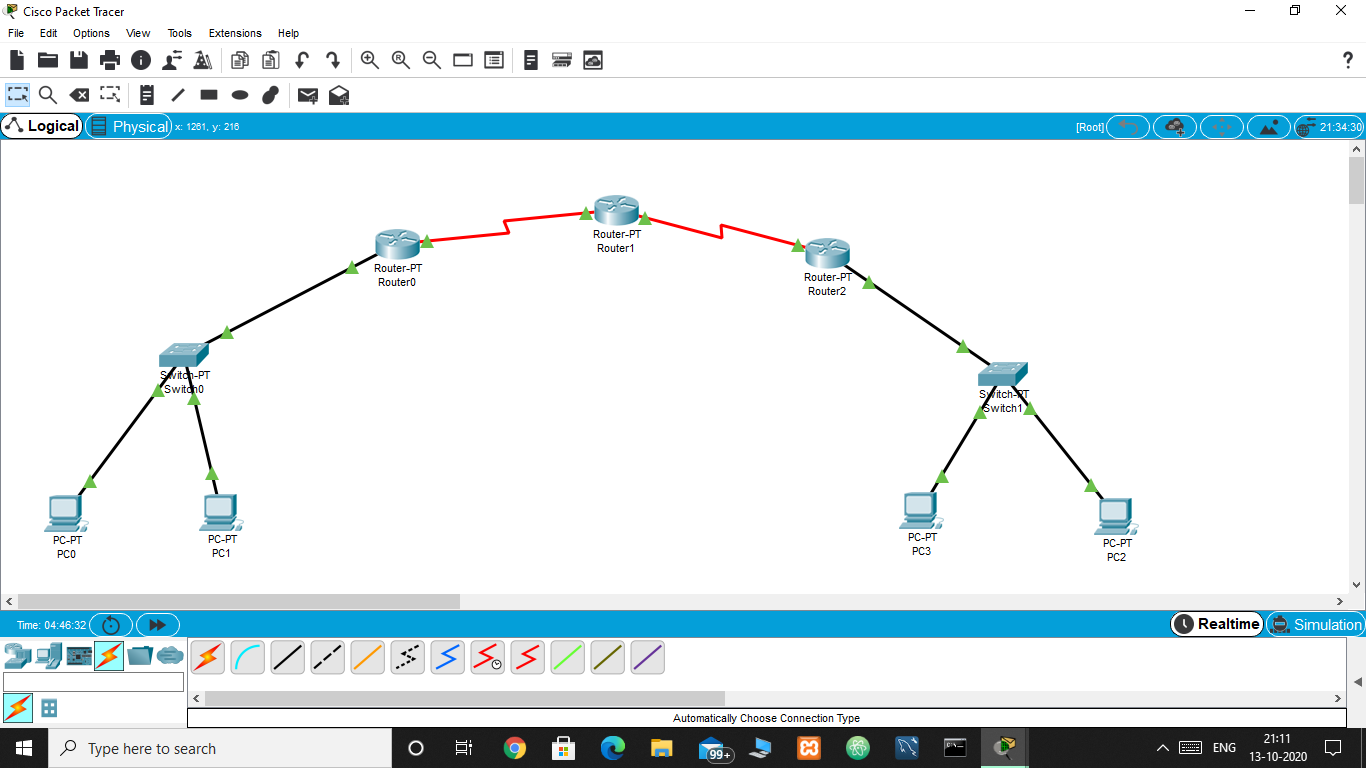 Cisco Packet Tracer
File Edit Options View Tools Extensions Help
?
Logical Physical x: 1261, y: 216 [Root] 21:34:30
Router-PT
Router1
Router-PT
Router0
Router-PT
Router2
Switch-PT
Switch0
Switch-PT
Switch1
PC-PT
PC0
PC-PT
PC1
PC-PT
PC3
PC-PT
PC2
Time: 04:46:32 Realtime Simulation
Automatically Choose Connection Type
Type here to search 99+ ENG 21:11
13-10-2020